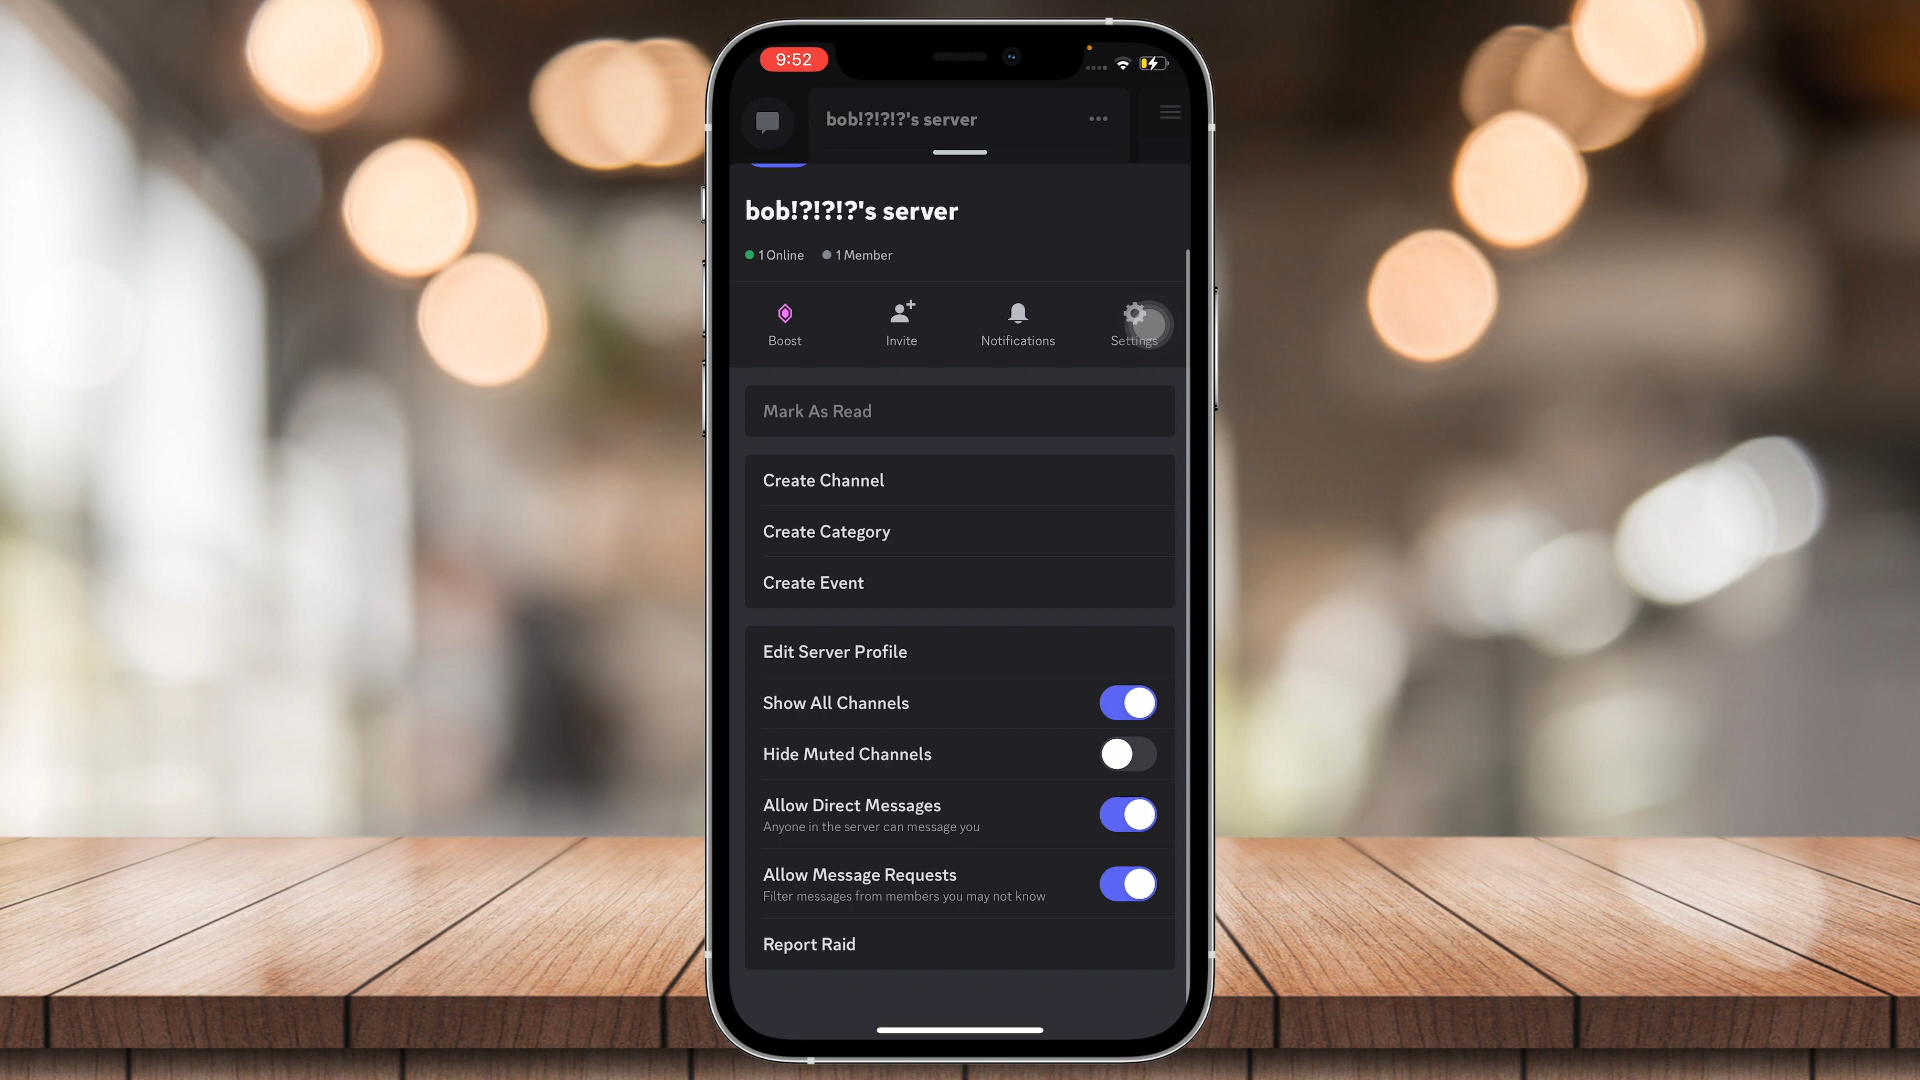 9:52
bob!?!?!?'s server
bob!?!?!?'s server
1 Online 1 Member
Boost Invite Notifications Settings
Mark As Read
Create Channel
Create Category
Create Event
Edit Server Profile
Show All Channels
Hide Muted Channels
Allow Direct Messages
Anyone in the server can message you
Allow Message Requests
Filter messages from members you may not know
Report Raid